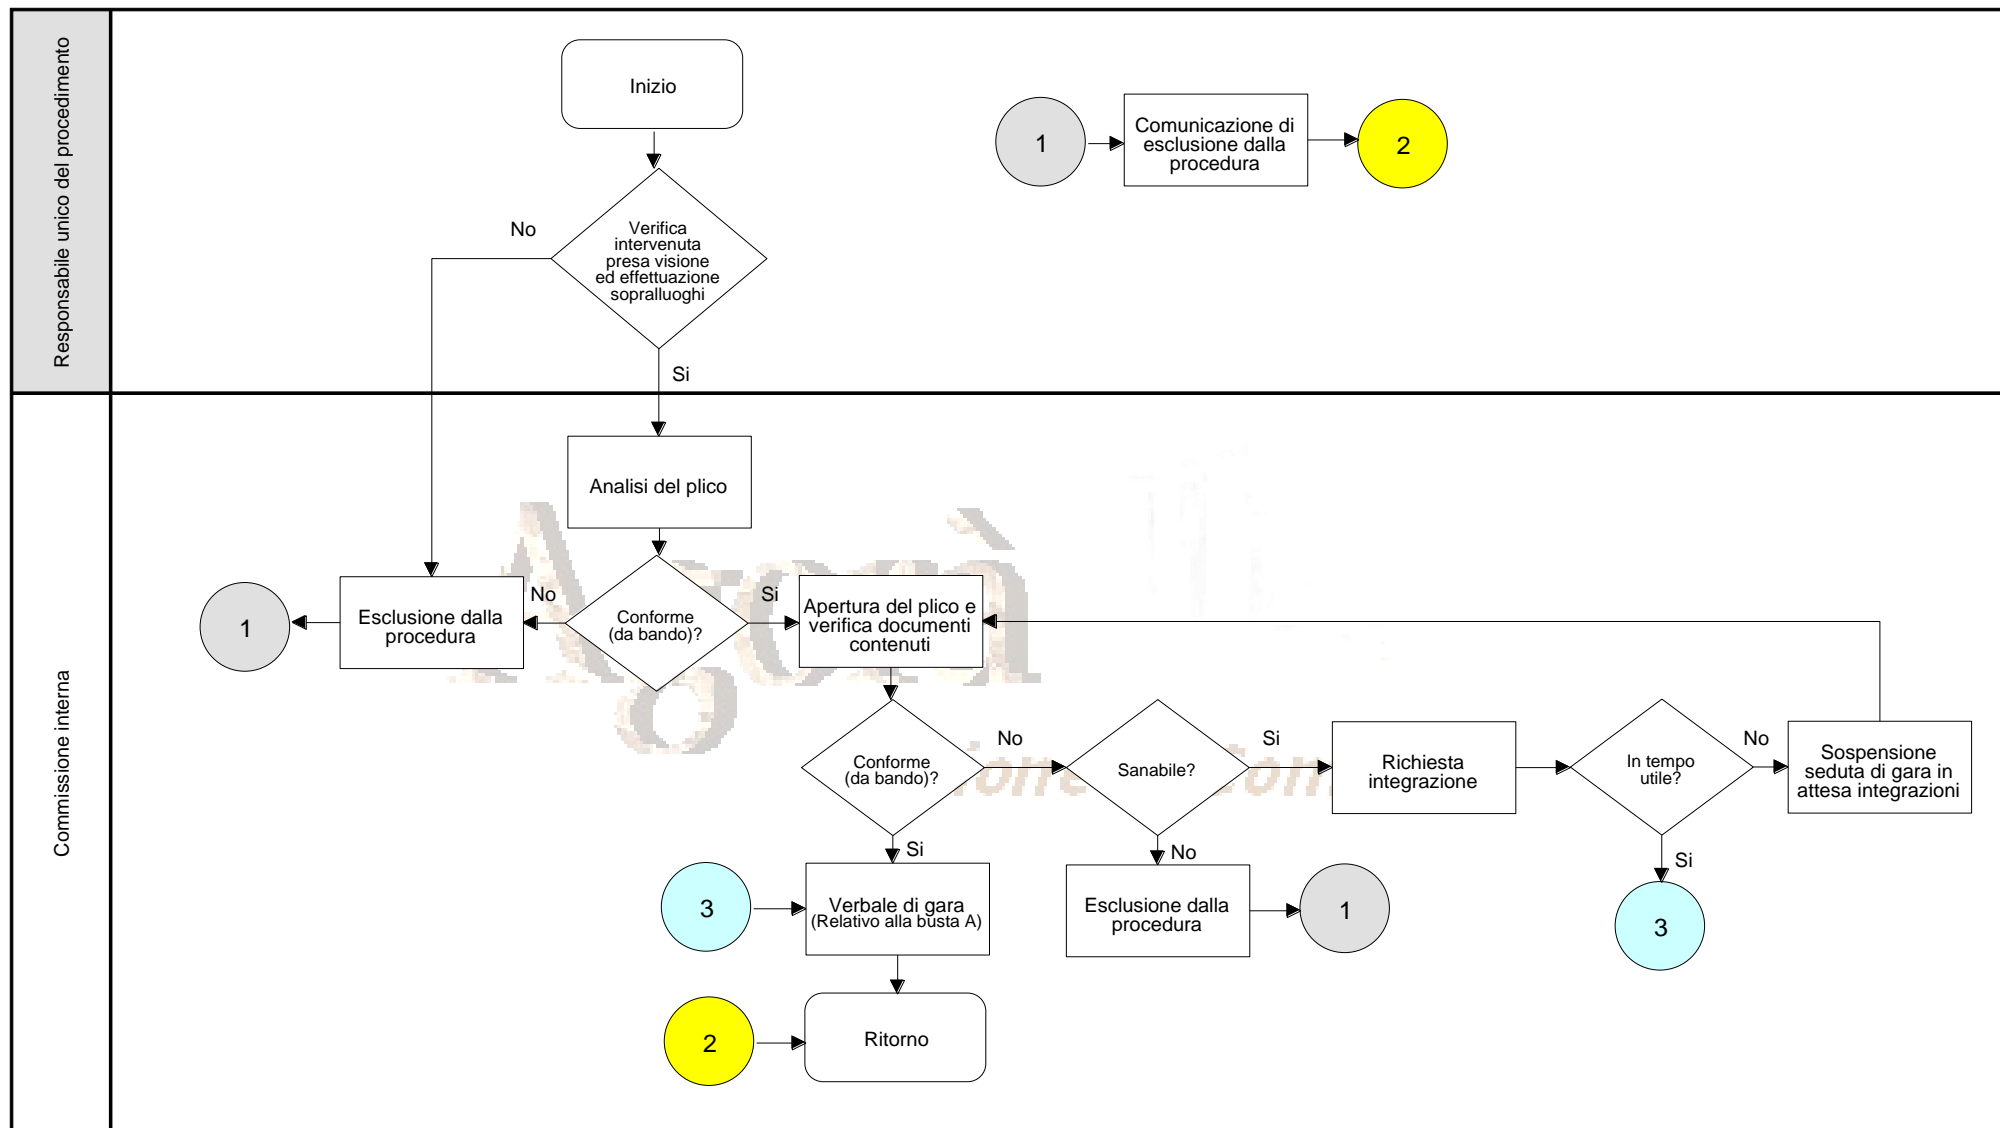 Responsabile unico del procedimento
Inizio
1
Comunicazione di
esclusione dalla
procedura
2
No
Verifica
intervenuta
presa visione
ed effettuazione
sopralluoghi
Si
Commissione interna
Analisi del plico
1
Esclusione dalla
procedura
No
Conforme
(da bando)?
Si
Apertura del plico e
verifica documenti
contenuti
Agorà
Conforme
(da bando)?
No
Sanabile?
Si
Richiesta
integrazione
In tempo
utile?
No
Sospensione
seduta di gara in
attesa integrazioni
Si
No
Si
3
Verbale di gara
(Relativo alla busta A)
Esclusione dalla
procedura
1
3
2
Ritorno